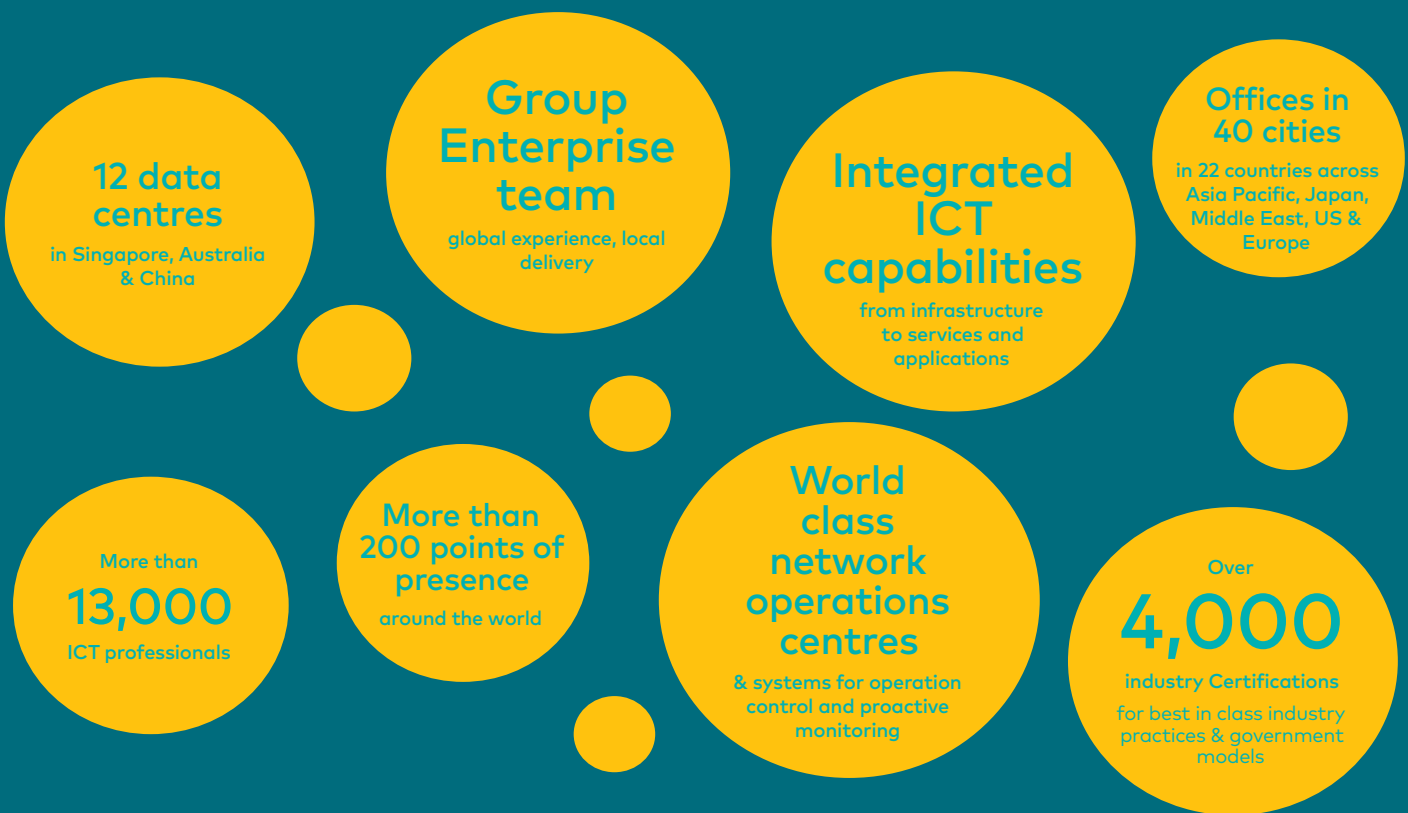 12 data
centres
in Singapore, Australia
& China
Group
Enterprise
team
global experience, local
delivery
Integrated
ICT
capabilities
from infrastructure
to services and
applications
Offices in
40 cities
in 22 countries across
Asia Pacific, Japan,
Middle East, US &
Europe
More than
13,000
ICT professionals
More than
200 points of
presence
around the world
World
class
network
operations
centres
& systems for operation
control and proactive
monitoring
Over
4,000
industry Certifications
for best in class industry
practices & government
models